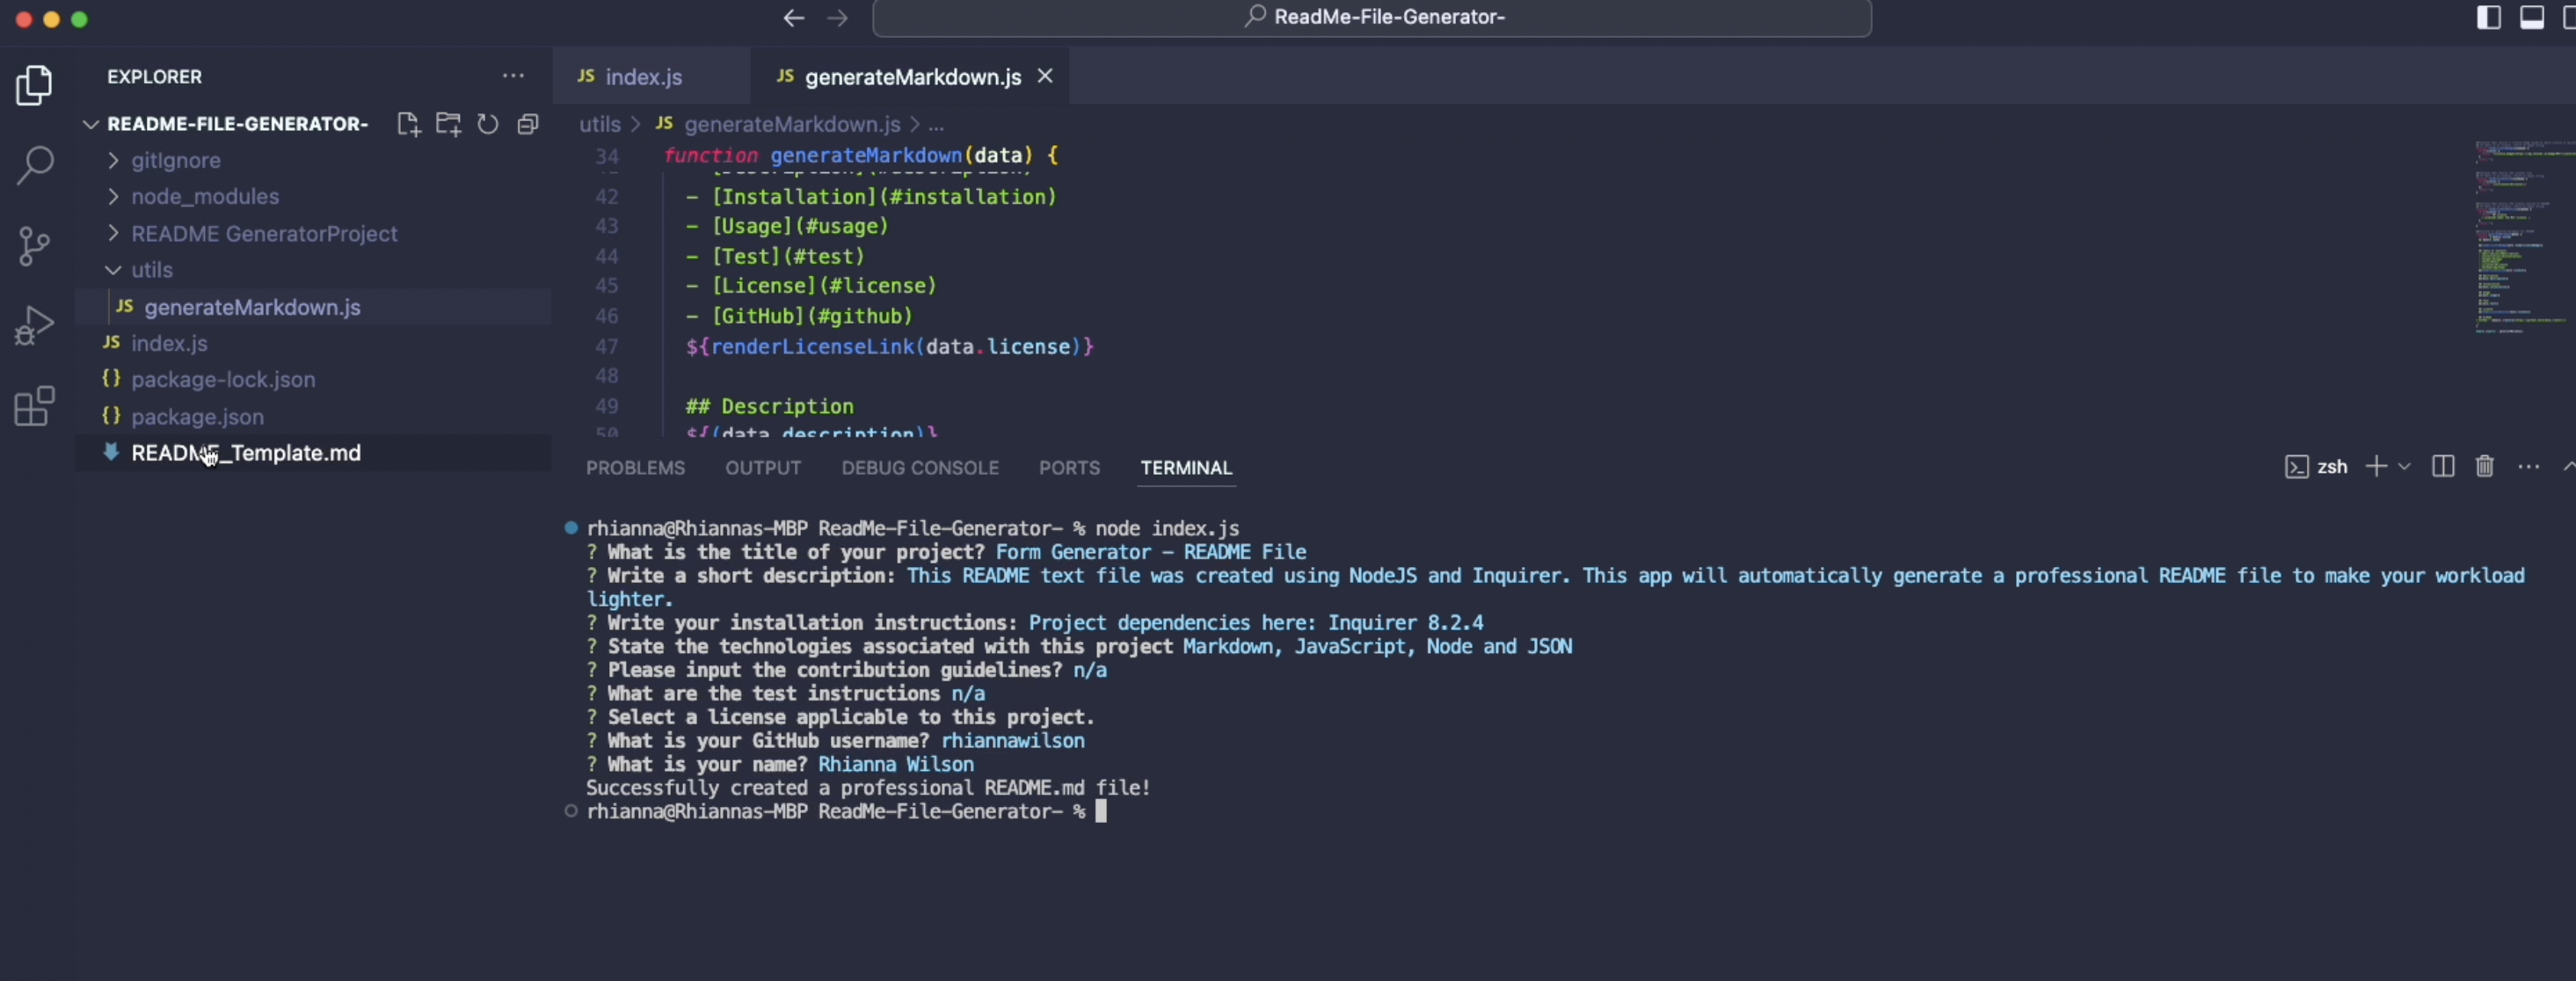 ReadMe-File-Generator-
EXPLORER
README-FILE-GENERATOR-
gitIgnore
node_modules
README GeneratorProject
utils
JS generateMarkdown.js
JS index.js
{} package-lock.json
{} package.json
README_Template.md
JS index.js
JS generateMarkdown.js
utils > JS generateMarkdown.js > ...
34 function generateMarkdown(data) {
42 - [Installation](#installation)
43 - [Usage](#usage)
44 - [Test](#test)
45 - [License](#license)
46 - [GitHub](#github)
47 ${renderLicenseLink(data.license)}
48
49 ## Description
50 ${(data.description)}
PROBLEMS OUTPUT DEBUG CONSOLE PORTS TERMINAL
zsh
rhianna@Rhiannas-MBP ReadMe-File-Generator- % node index.js
? What is the title of your project? Form Generator - README File
? Write a short description: This README text file was created using NodeJS and Inquirer. This app will automatically generate a professional README file to make your workload
lighter.
? Write your installation instructions: Project dependencies here: Inquirer 8.2.4
? State the technologies associated with this project Markdown, JavaScript, Node and JSON
? Please input the contribution guidelines? n/a
? What are the test instructions n/a
? Select a license applicable to this project.
? What is your GitHub username? rhiannawilson
? What is your name? Rhianna Wilson
Successfully created a professional README.md file!
rhianna@Rhiannas-MBP ReadMe-File-Generator- %